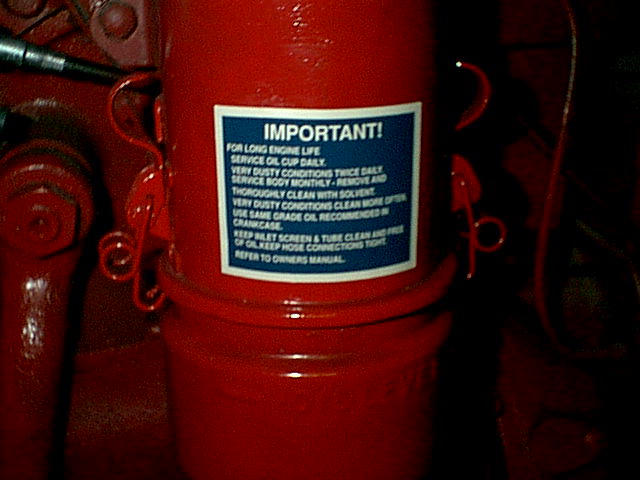 IMPORTANT!
FOR LONG ENGINE LIFE
SERVICE OIL CUP DAILY.
VERY DUSTY CONDITIONS TWICE DAILY.
SERVICE BODY MONTHLY - REMOVE AND
THOROUGHLY CLEAN WITH SOLVENT.
VERY DUSTY CONDITIONS CLEAN MORE OFTEN.
USE SAME GRADE OIL RECOMMENDED IN
CRANKCASE.
KEEP INLET SCREEN & TUBE CLEAN AND FREE
OF OIL.KEEP HOSE CONNECTIONS TIGHT.
REFER TO OWNERS MANUAL.